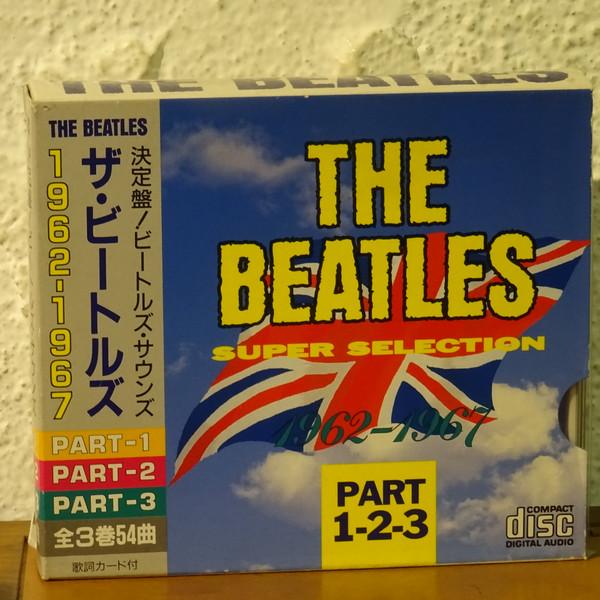 THE BEATLES
THE BEATLES
決定盤!ビートルズ・サウンズ
ザ・ビートルズ
1962-1967
PART-1
PART-2
PART-3
全3巻54曲
歌詞カード付
THE
BEATLES
SUPER SELECTION
1962-1967
PART
1-2-3
COMPACT
disc
DIGITAL AUDIO